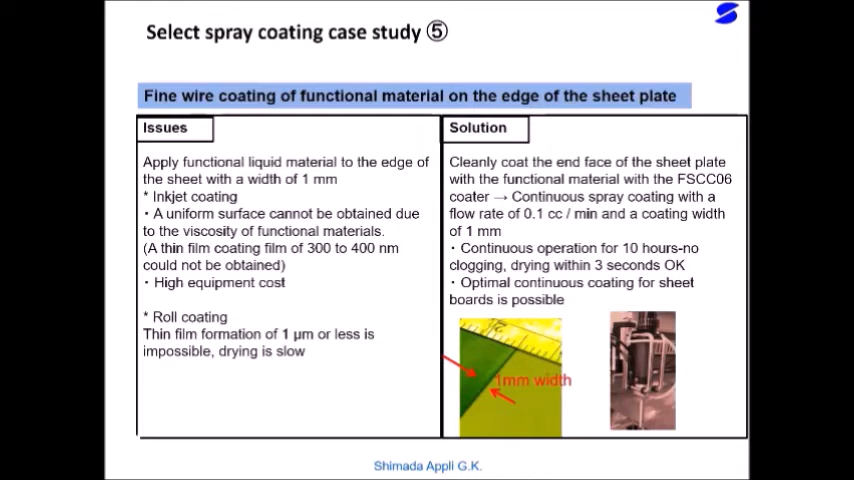 Select spray coating case study ⑤
Fine wire coating of functional material on the edge of the sheet plate
Issues
Apply functional liquid material to the edge of
the sheet with a width of 1 mm
* Inkjet coating
・A uniform surface cannot be obtained due
to the viscosity of functional materials.
(A thin film coating film of 300 to 400 nm
could not be obtained)
・High equipment cost
* Roll coating
Thin film formation of 1 μm or less is
impossible, drying is slow
Solution
Cleanly coat the end face of the sheet plate
with the functional material with the FSCC06
coater → Continuous spray coating with a
flow rate of 0.1 cc / min and a coating width
of 1 mm
・Continuous operation for 10 hours-no
clogging, drying within 3 seconds OK
・Optimal continuous coating for sheet
boards is possible
1mm width
Shimada Appli G.K.